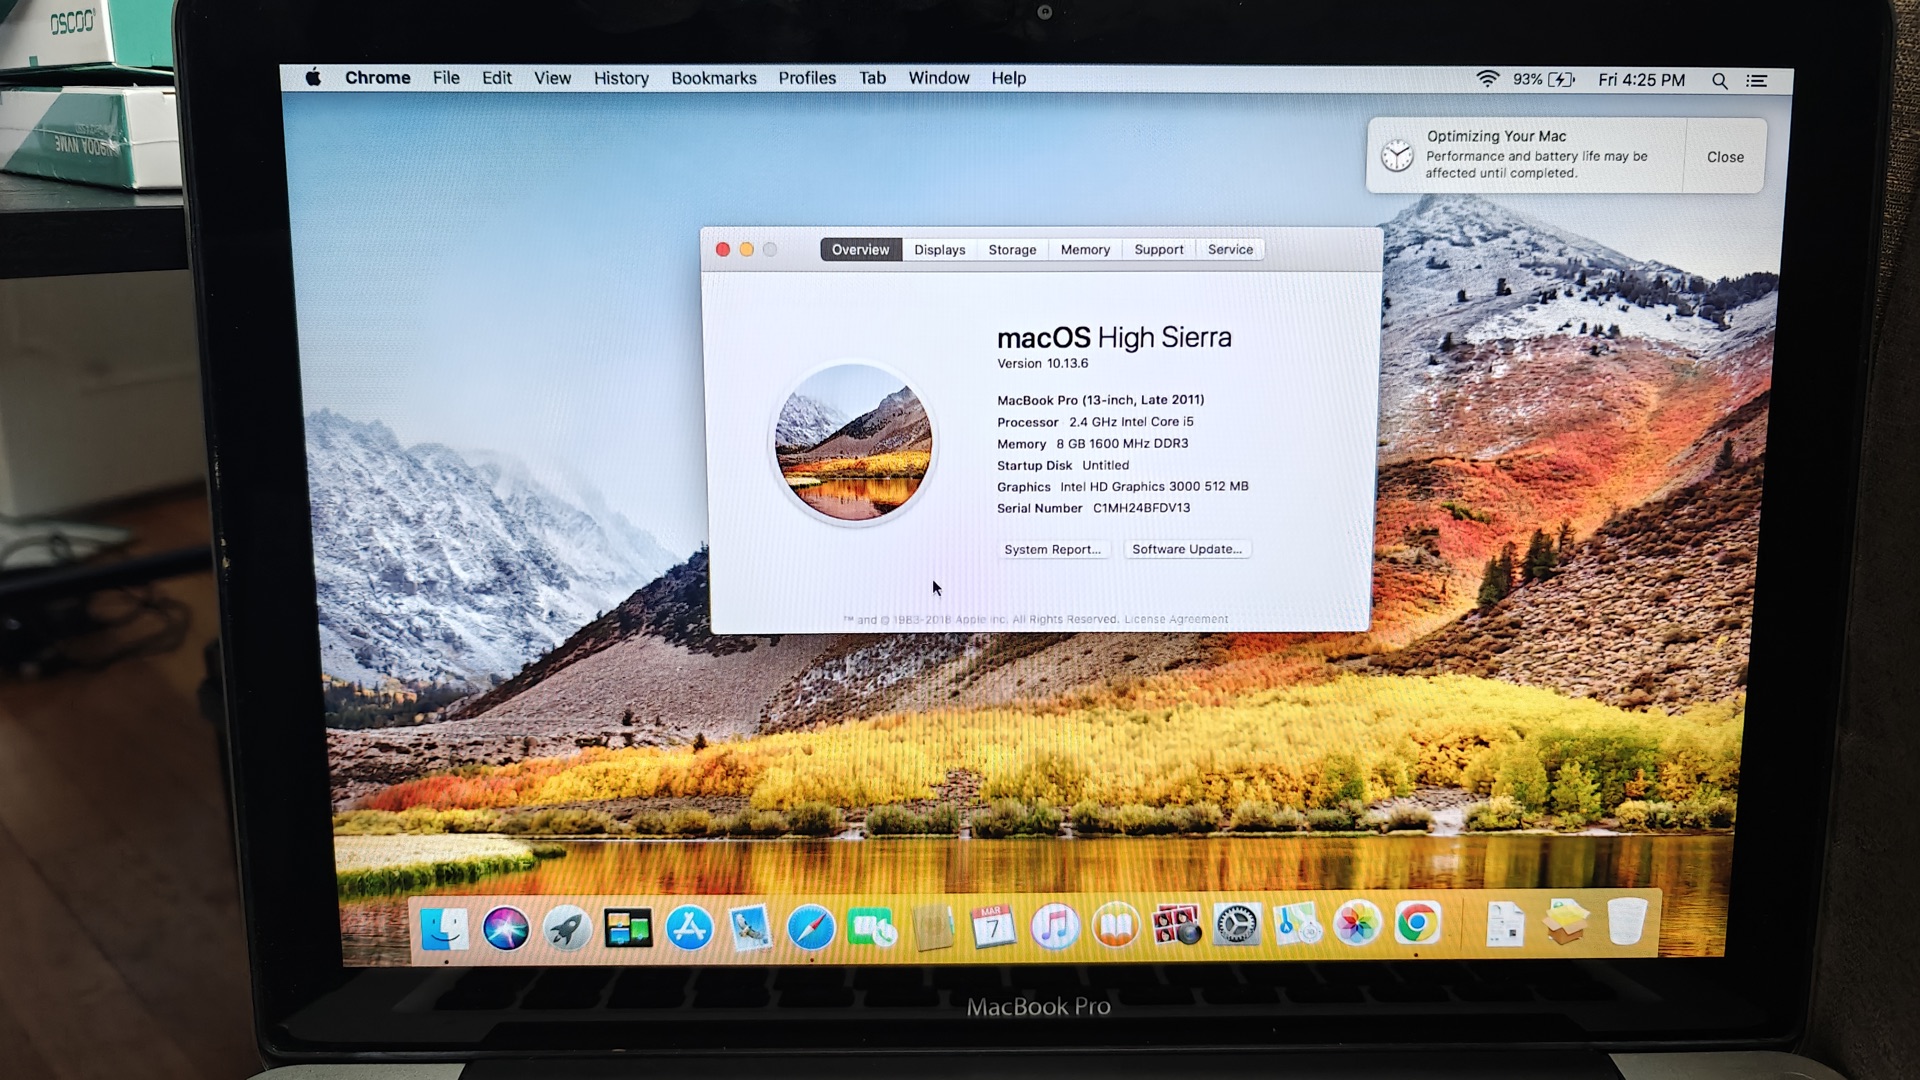 OSCOO
ON900A NVME
Chrome File Edit View History Bookmarks Profiles Tab Window Help
93% Fri 4:25 PM
Optimizing Your Mac
Performance and battery life may be
affected until completed.
Close
Overview Displays Storage Memory Support Service
macOS High Sierra
Version 10.13.6
MacBook Pro (13-inch, Late 2011)
Processor 2.4 GHz Intel Core i5
Memory 8 GB 1600 MHz DDR3
Startup Disk Untitled
Graphics Intel HD Graphics 3000 512 MB
Serial Number C1MH24BFDV13
System Report... Software Update...
™ and © 1983-2018 Apple Inc. All Rights Reserved. License Agreement
MAR
7
MacBook Pro